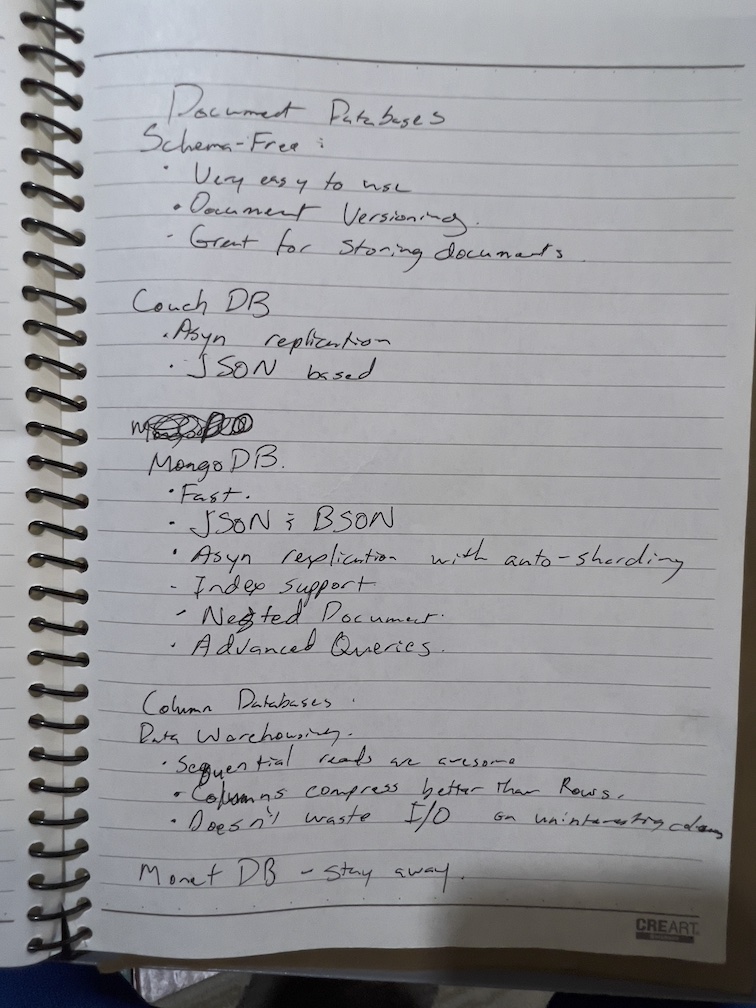 Document Databases
Schema-Free :
· Very easy to use
· Document Versioning.
- Great for storing documents.
Couch DB
· Asyn replication
· JSON based
MongoDB.
· Fast.
· JSON & BSON
· Asyn resplication with auto-sharding
- Index support
- Nested Document.
· Advanced Queries.
Column Databases.
Data Warehousing.
· Sequential reads are awesome
· Columns compress better than Rows.
· Doesn't waste I/O on uninteresting columns
Monet DB - stay away.
CREART